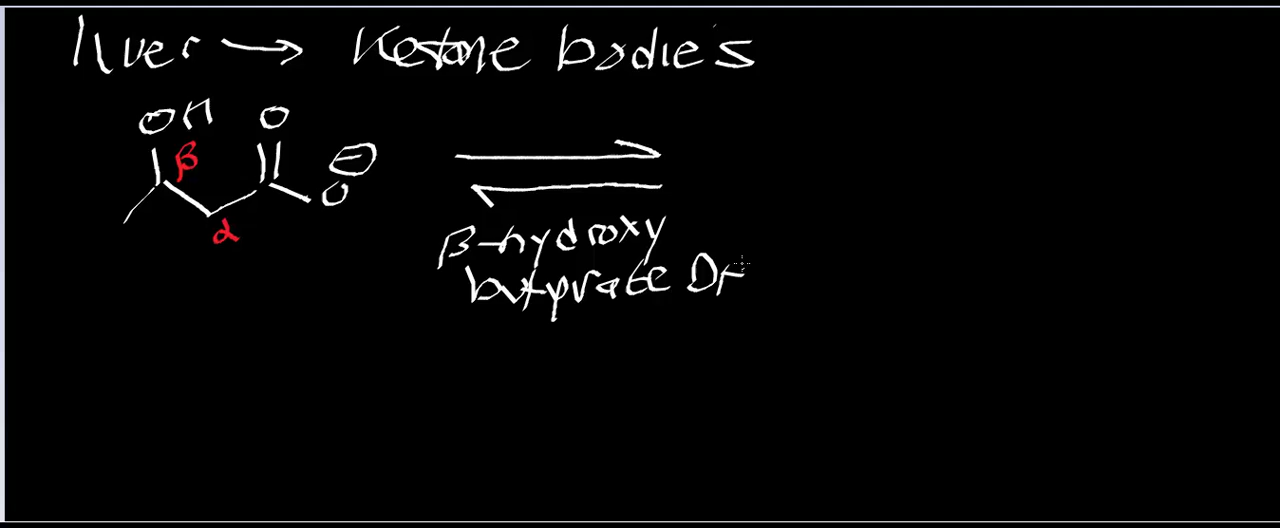 liver → Ketone bodies
OH O
β ⊖
O
α
β-hydroxy
butyrate DH